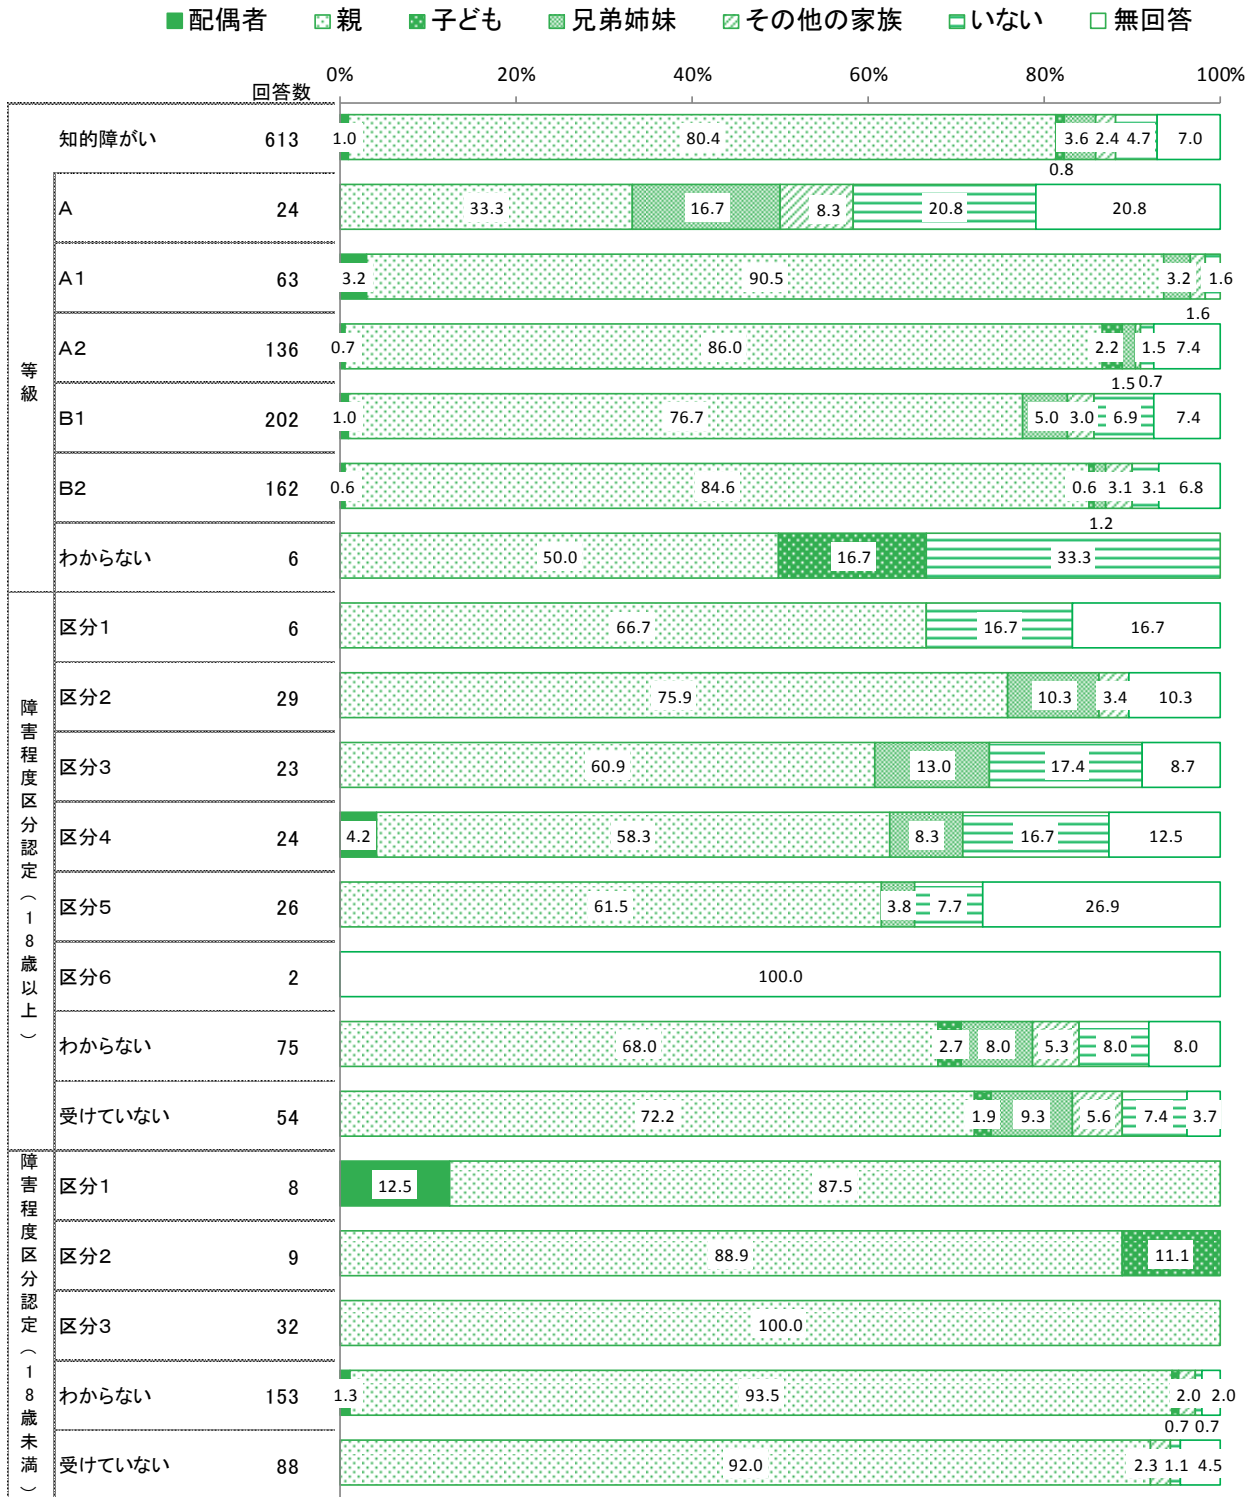 配偶者 親 子ども 兄弟姉妹 その他の家族 いない 無回答
回答数 0% 20% 40% 60% 80% 100%
知的障がい 613 1.0 80.4 0.8 3.6 2.4 4.7 7.0
等級
A 24 33.3 16.7 8.3 20.8 20.8
A1 63 3.2 90.5 3.2 1.6 1.6
A2 136 0.7 86.0 2.2 1.5 0.7 1.5 7.4
B1 202 1.0 76.7 5.0 3.0 6.9 7.4
B2 162 0.6 84.6 0.6 1.2 3.1 3.1 6.8
わからない 6 50.0 16.7 33.3
障害程度区分認定(18歳以上)
区分1 6 66.7 16.7 16.7
区分2 29 75.9 10.3 3.4 10.3
区分3 23 60.9 13.0 17.4 8.7
区分4 24 4.2 58.3 8.3 16.7 12.5
区分5 26 61.5 3.8 7.7 26.9
区分6 2 100.0
わからない 75 68.0 2.7 8.0 5.3 8.0 8.0
受けていない 54 72.2 1.9 9.3 5.6 7.4 3.7
障害程度区分認定(18歳未満)
区分1 8 12.5 87.5
区分2 9 88.9 11.1
区分3 32 100.0
わからない 153 1.3 93.5 0.7 2.0 0.7 2.0
受けていない 88 92.0 2.3 1.1 4.5